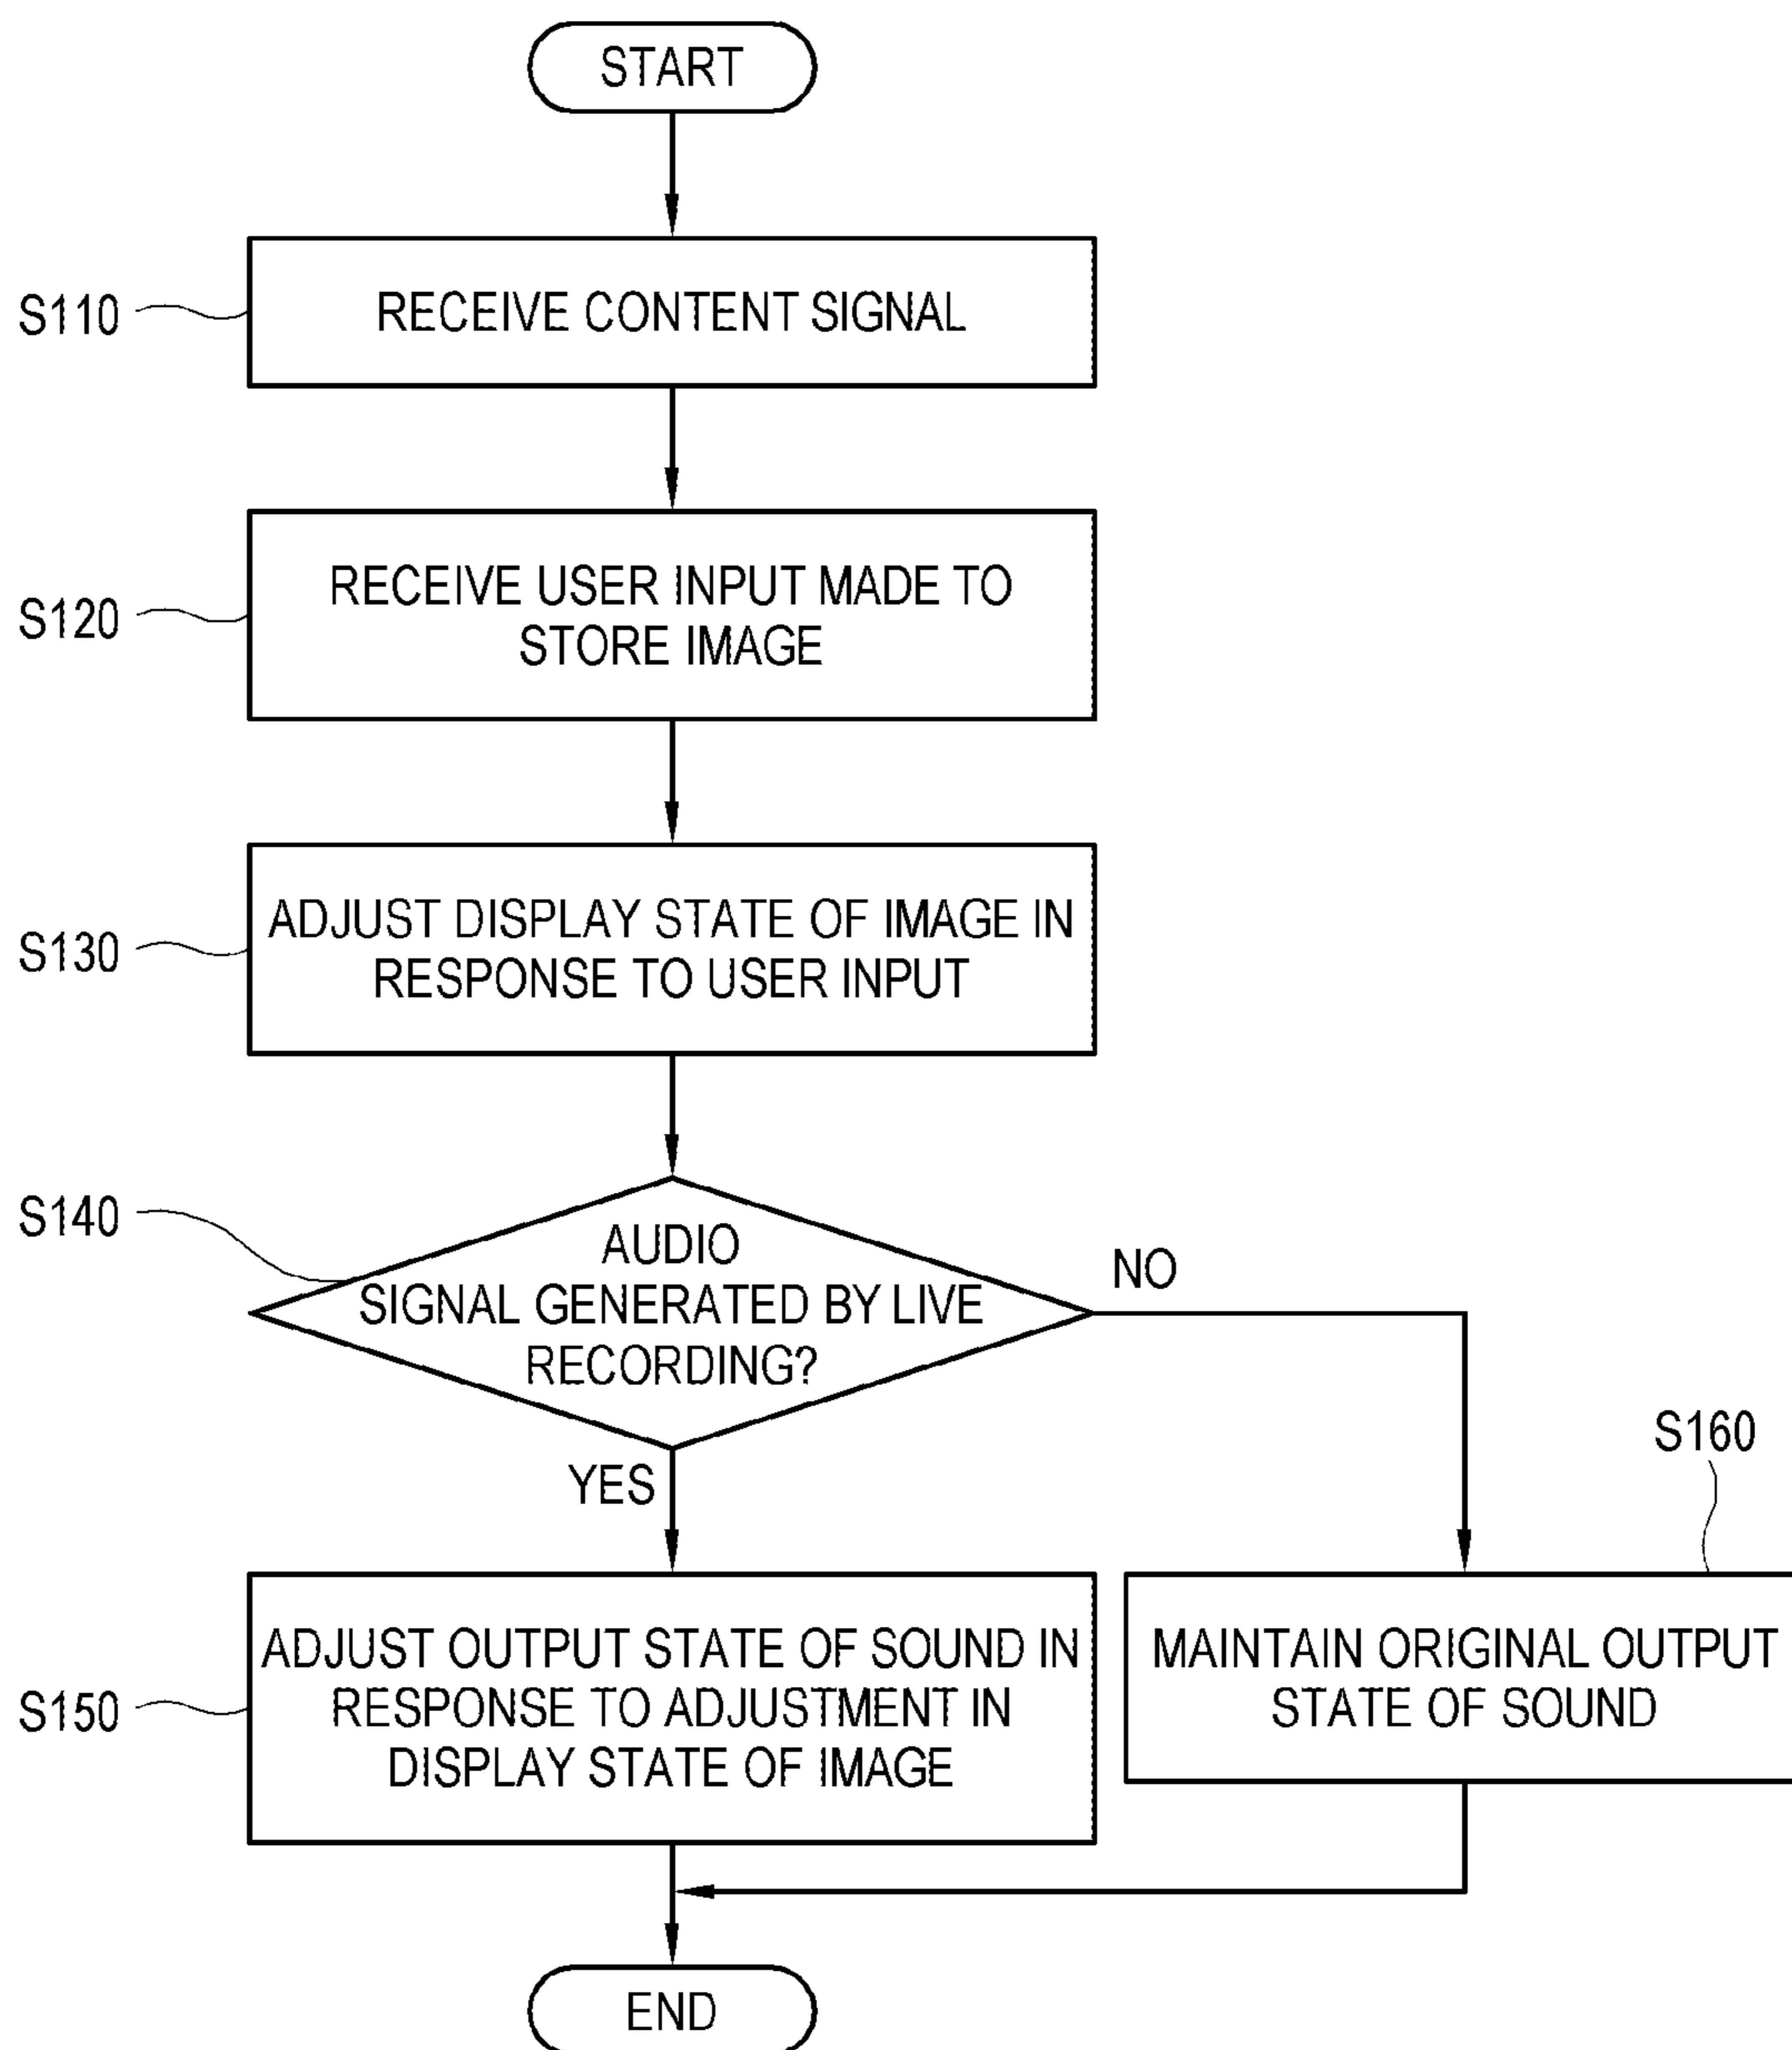 START
S110
RECEIVE CONTENT SIGNAL
S120
RECEIVE USER INPUT MADE TO
STORE IMAGE
S130
ADJUST DISPLAY STATE OF IMAGE IN
RESPONSE TO USER INPUT
S140
AUDIO
SIGNAL GENERATED BY LIVE
RECORDING?
NO
YES
S160
S150
ADJUST OUTPUT STATE OF SOUND IN
RESPONSE TO ADJUSTMENT IN
DISPLAY STATE OF IMAGE
MAINTAIN ORIGINAL OUTPUT
STATE OF SOUND
END